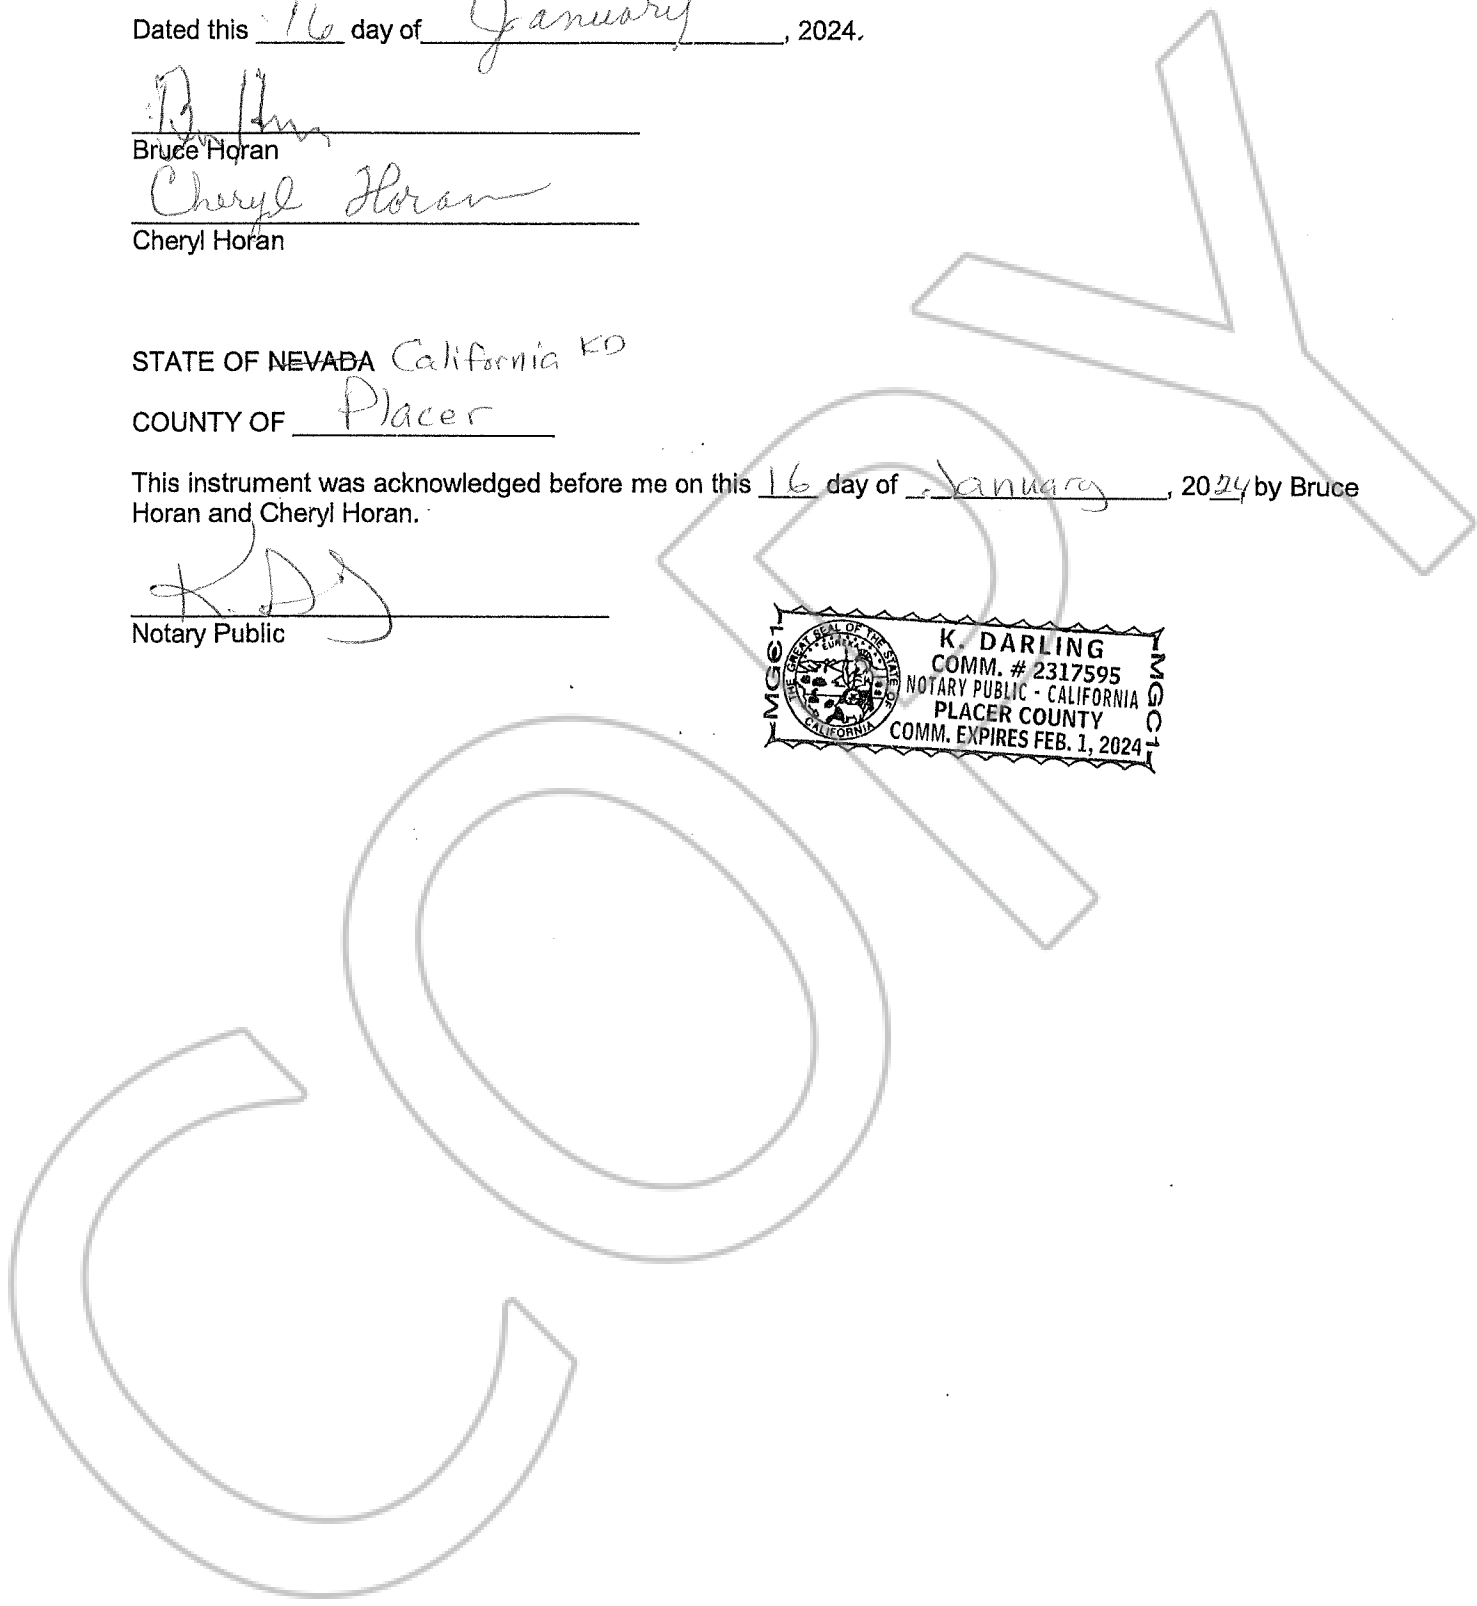 Dated this 16 day of January, 2024.
Bruce Horan
Cheryl Horan
Cheryl Horan
STATE OF NEVADA California KD
COUNTY OF Placer
This instrument was acknowledged before me on this 16 day of January, 2024 by Bruce
Horan and Cheryl Horan.
Notary Public
MGC1
THE GREAT SEAL OF THE STATE OF CALIFORNIA
EUREKA
K. DARLING
COMM. # 2317595
NOTARY PUBLIC - CALIFORNIA
PLACER COUNTY
COMM. EXPIRES FEB. 1, 2024
MGC1
COPY